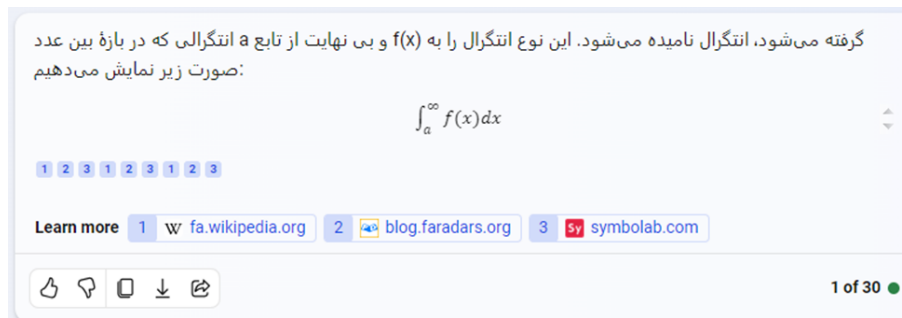 گرفته می‌شود، انتگرال نامیده می‌شود. این نوع انتگرال را به f(x) و بی نهایت از تابع a انتگرالی که در بازهٔ بین عدد
صورت زیر نمایش می‌دهیم:
∫_a^∞ f(x)dx
1 2 3 1 2 3 1 2 3
Learn more 1 W fa.wikipedia.org 2 blog.faradars.org 3 Sy symbolab.com
1 of 30